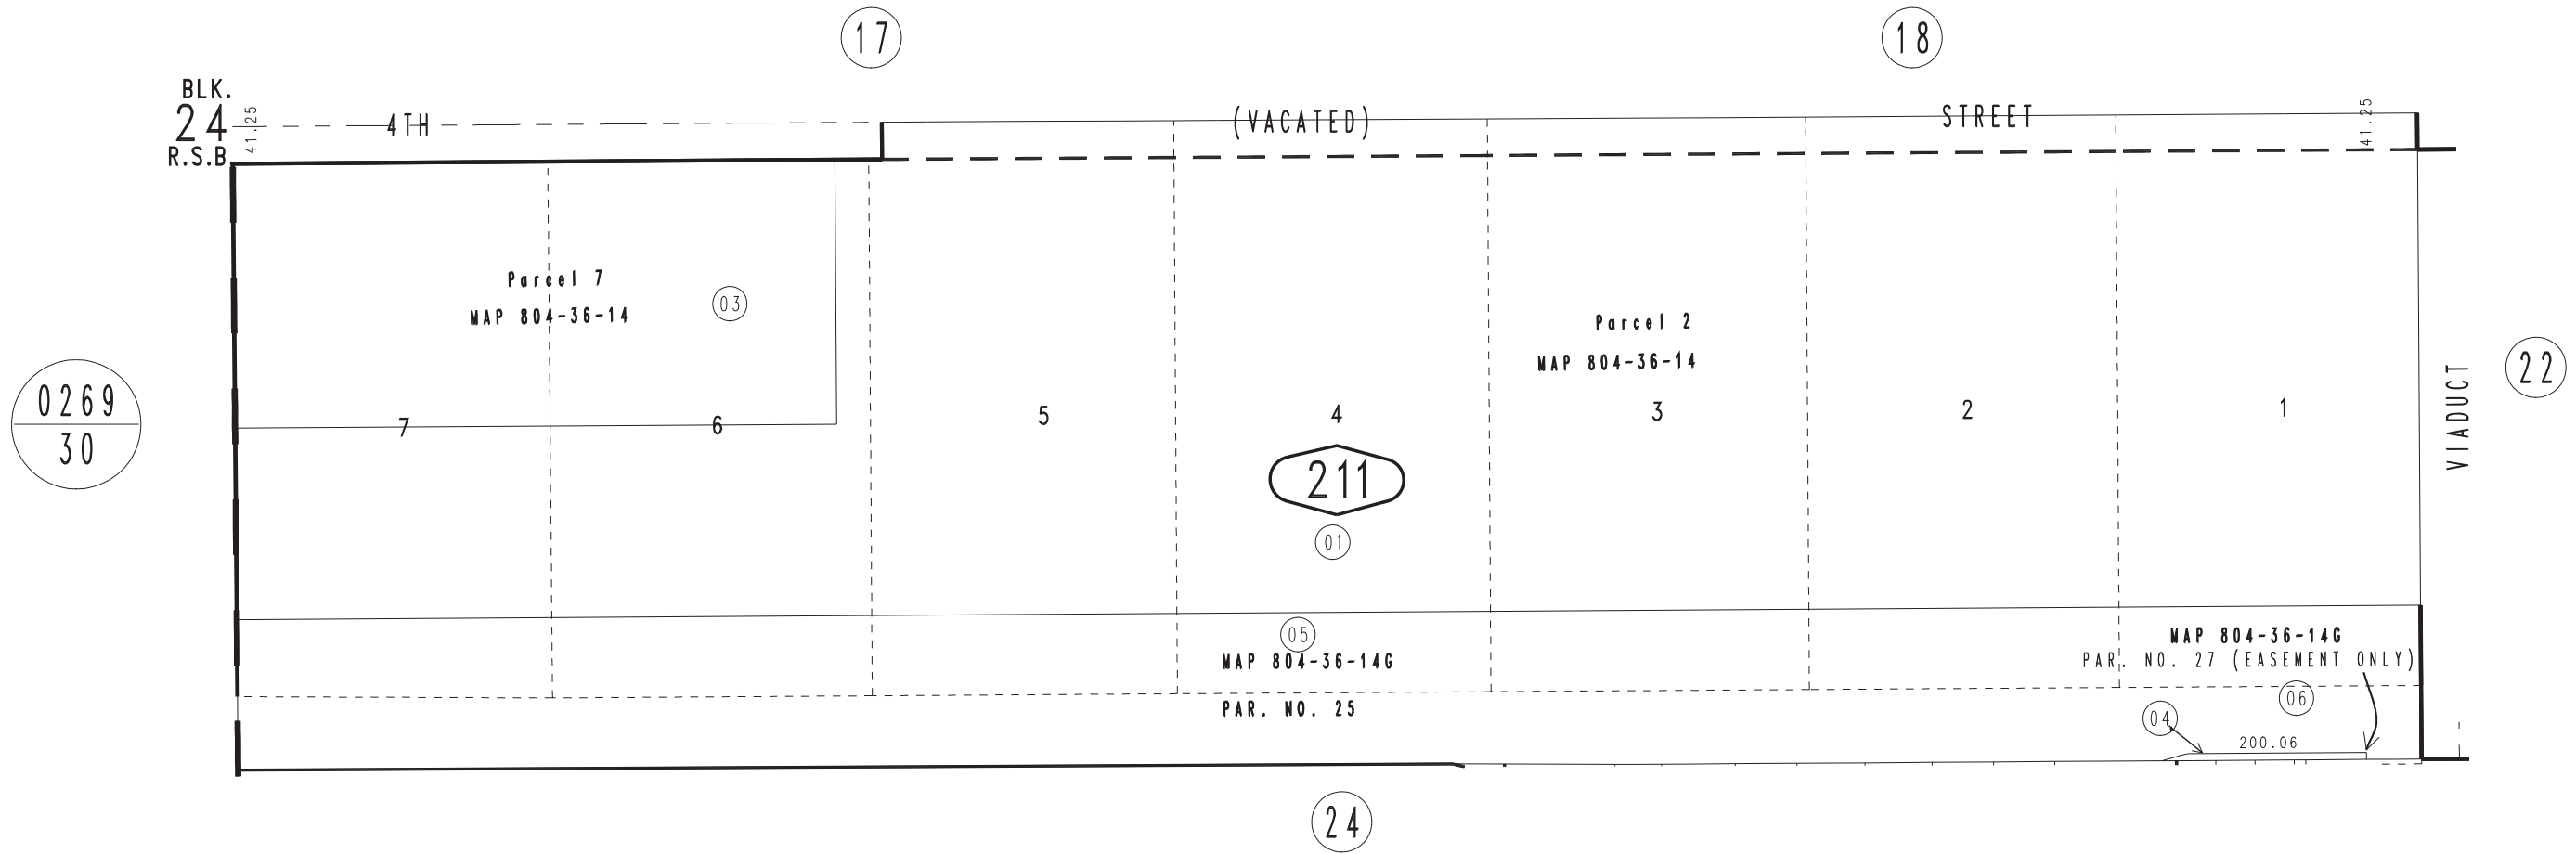 17
18
BLK.
24
R.S.B
41.25
4TH
(VACATED)
STREET
41.25
Parcel 7
MAP 804-36-14
03
Parcel 2
MAP 804-36-14
0269
30
22
VIADUCT
7
6
5
4
3
2
1
211
01
05
MAP 804-36-14G
PAR. NO. 25
MAP 804-36-14G
PAR. NO. 27 (EASEMENT ONLY)
06
04
200.06
24